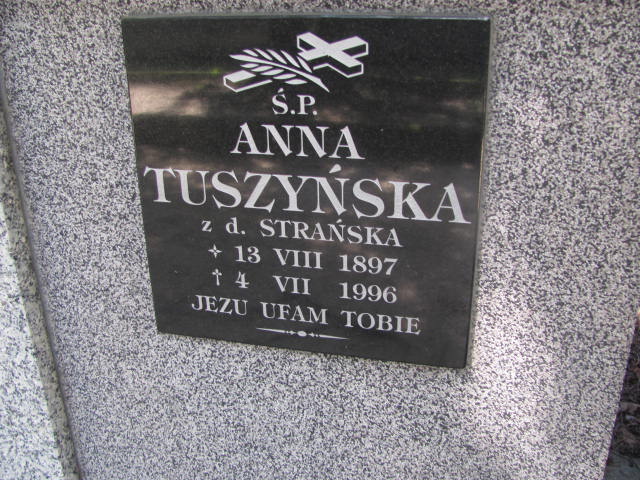 Ś.P.
ANNA
TUSZYŃSKA
z d. STRAŃSKA
✧ 13 VIII 1897
† 4 VII 1996
JEZU UFAM TOBIE